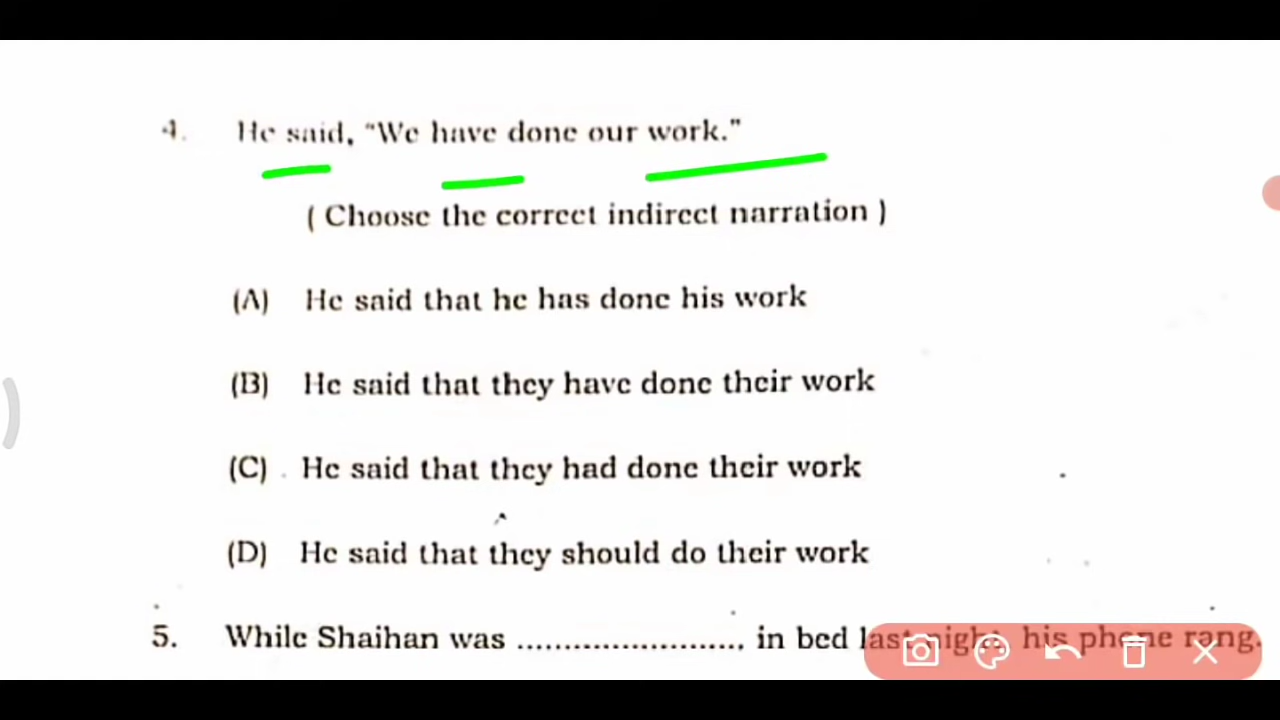 4. He said, "We have done our work."
( Choose the correct indirect narration )
(A) He said that he has done his work
(B) He said that they have done their work
(C) He said that they had done their work
(D) He said that they should do their work
5. While Shaihan was ........................ in bed last night, his phone rang.